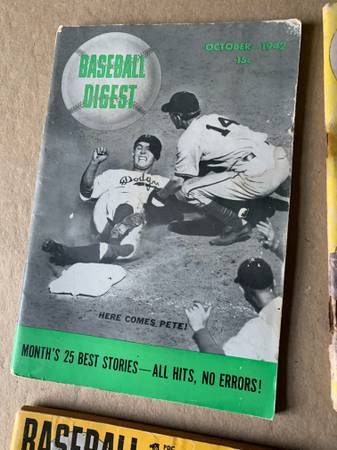 BASEBALL
DIGEST
OCTOBER 1942
15¢
14
Dodgers
HERE COMES PETE!
MONTH'S 25 BEST STORIES—ALL HITS, NO ERRORS!
BASEBALL